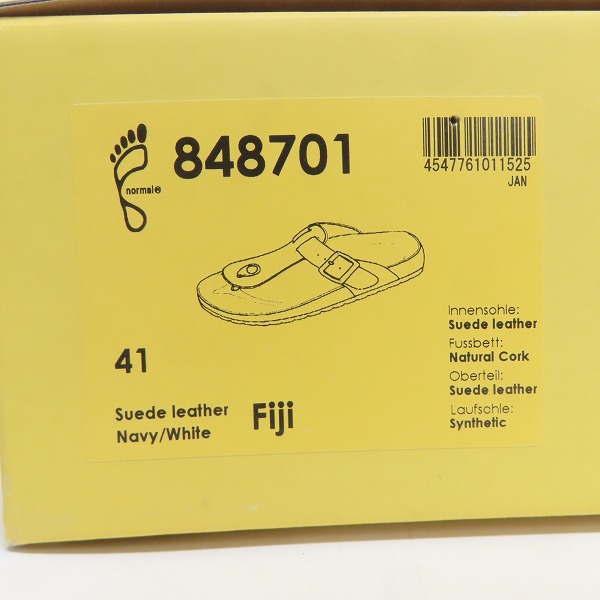 normal®
848701
4547761011525
JAN
41
Suede leather
Navy/White
Fiji
Innensohle:
Suede leather
Fussbett:
Natural Cork
Oberteil:
Suede leather
Laufsohle:
Synthetic